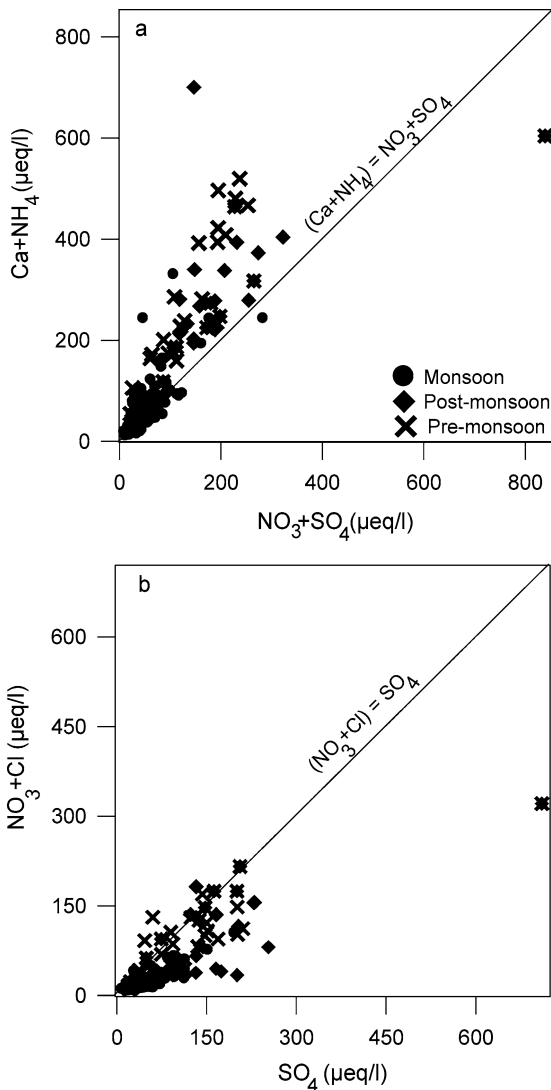 a
800
600
400
200
0
Ca+NH4(µeq/l)
(Ca+NH4) = NO3+SO4
Monsoon
Post-monsoon
Pre-monsoon
0 200 400 600 800
NO3+SO4(µeq/l)
b
600
450
300
150
0
NO3+Cl (µeq/l)
(NO3+Cl) = SO4
0 150 300 450 600
SO4 (µeq/l)